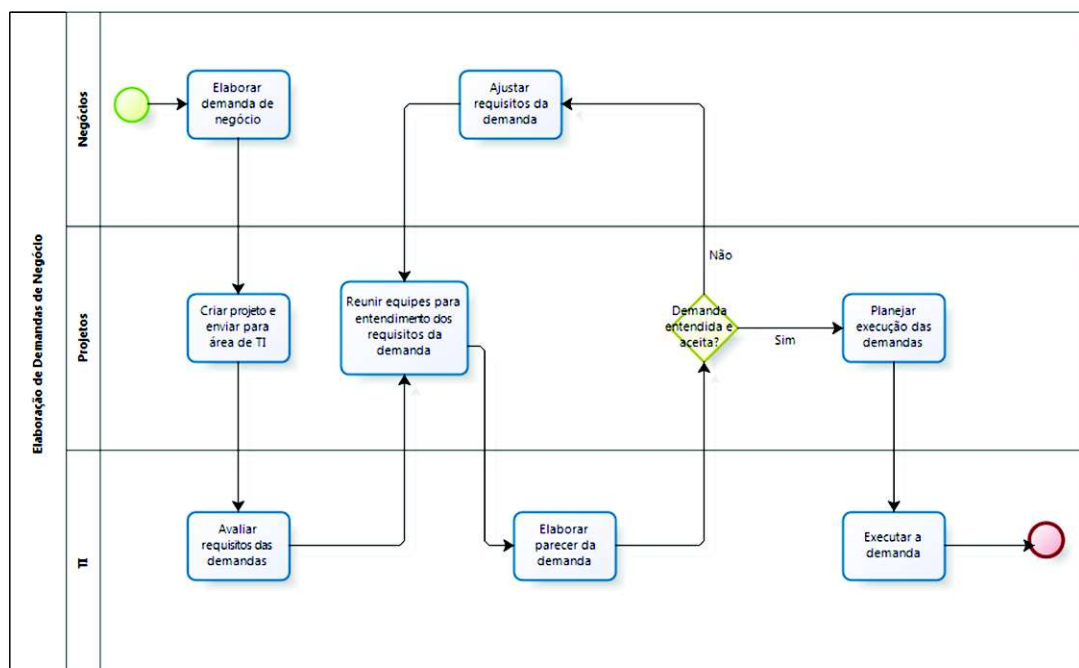 Elaboração de Demandas de Negócio
Negócios
Elaborar
demanda de
negócio
Ajustar
requisitos da
demanda
Não
Projetos
Criar projeto e
enviar para
área de TI
Reunir equipes para
entendimento dos
requisitos da
demanda
Demanda
entendida e
aceita?
Sim
Planejar
execução das
demandas
TI
Avaliar
requisitos das
demandas
Elaborar
parecer da
demanda
Executar a
demanda